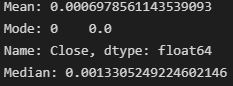 Mean: 0.0006978561143539093
Mode: 0    0.0
Name: Close, dtype: float64
Median: 0.0013305249224602146